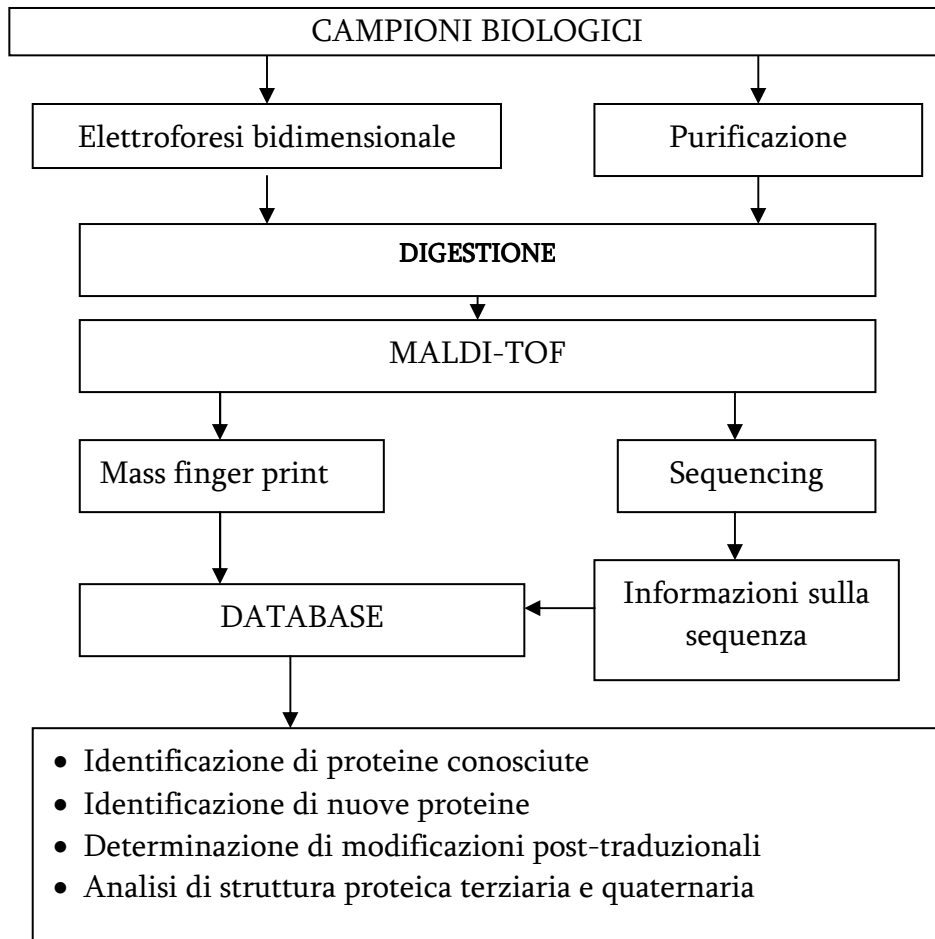 CAMPIONI BIOLOGICI
Elettroforesi bidimensionale
Purificazione
DIGESTIONE
MALDI-TOF
Mass finger print
Sequencing
DATABASE
Informazioni sulla
sequenza
• Identificazione di proteine conosciute
• Identificazione di nuove proteine
• Determinazione di modificazioni post-traduzionali
• Analisi di struttura proteica terziaria e quaternaria